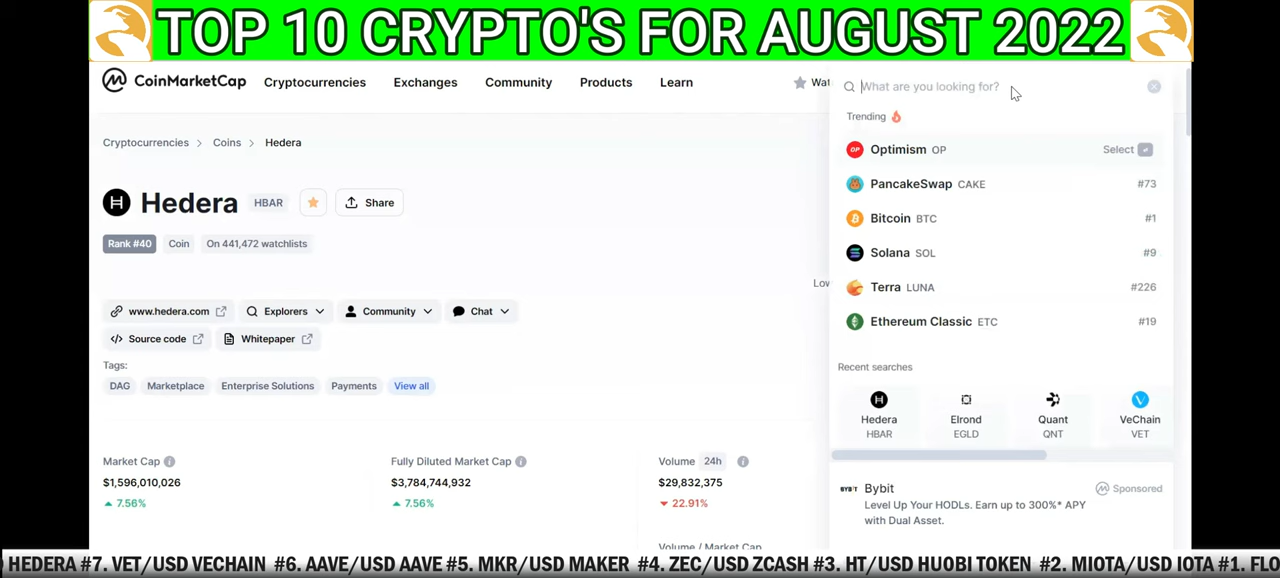 TOP 10 CRYPTO'S FOR AUGUST 2022
CoinMarketCap Cryptocurrencies Exchanges Community Products Learn
What are you looking for?
Trending
Cryptocurrencies > Coins > Hedera
Optimism OP Select
PancakeSwap CAKE #73
Hedera HBAR Share
Bitcoin BTC #1
Rank #40 Coin On 441,472 watchlists
Solana SOL #9
Terra LUNA #226
www.hedera.com Explorers Community Chat
Ethereum Classic ETC #19
Source code Whitepaper
Tags:
Recent searches
DAG Marketplace Enterprise Solutions Payments View all
Hedera Elrond Quant VeChain
HBAR EGLD QNT VET
Market Cap Fully Diluted Market Cap Volume 24h
$1,596,010,026 $3,784,744,932 $29,832,375
7.56% 7.56% 22.91%
BYBIT Bybit Sponsored
Level Up Your HODLs. Earn up to 300%* APY
with Dual Asset.
Volume / Market Cap
HEDERA #7. VET/USD VECHAIN #6. AAVE/USD AAVE #5. MKR/USD MAKER #4. ZEC/USD ZCASH #3. HT/USD HUOBI TOKEN #2. MIOTA/USD IOTA #1. FLO